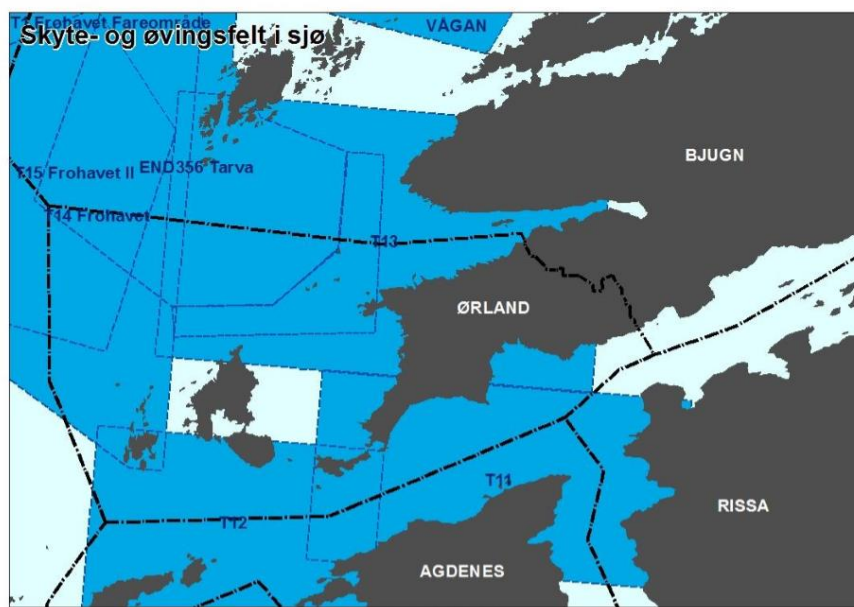 T1 Frohavet Fareområde
Skyte- og øvingsfelt i sjø
VÅGAN
BJUGN
END356 Tarva
T15 Frohavet II
T14 Frohavet
T13
ØRLAND
T11
RISSA
T12
AGDENES